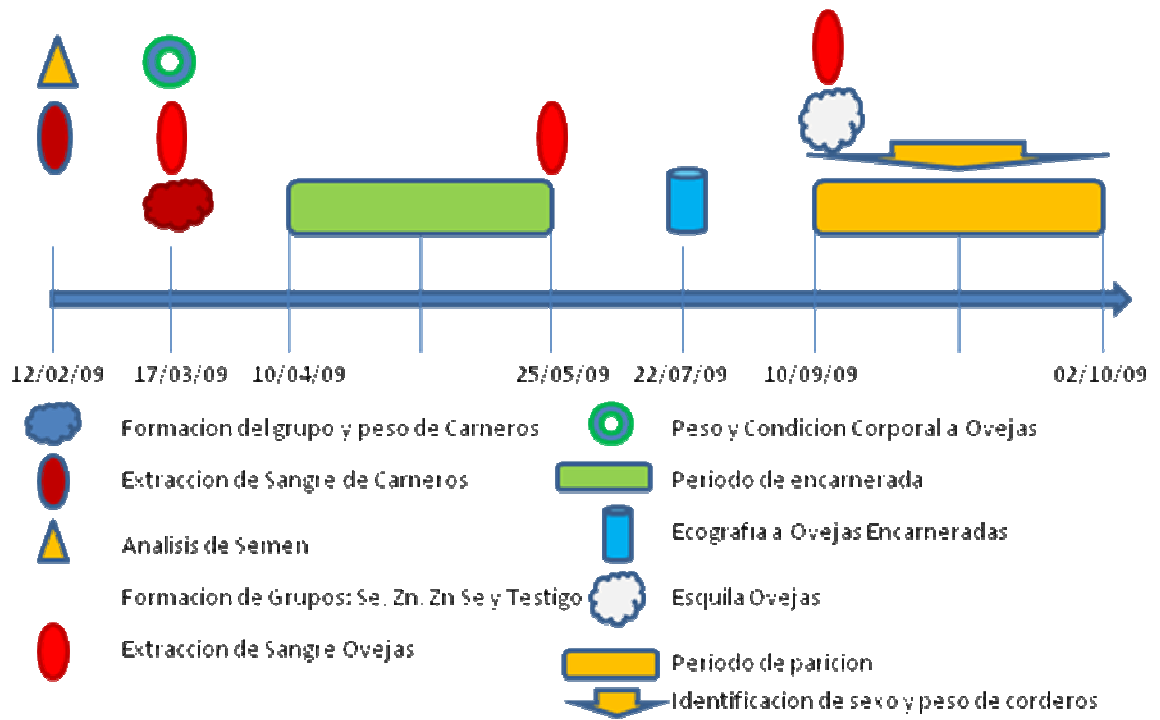 12/02/09 17/03/09 10/04/09 25/05/09 22/07/09 10/09/09 02/10/09
Formacion del grupo y peso de Carneros
Extraccion de Sangre de Carneros
Analisis de Semen
Formacion de Grupos: Se, Zn, Zn Se y Testigo
Extraccion de Sangre Ovejas
Peso y Condicion Corporal a Ovejas
Periodo de encarnerada
Ecografia a Ovejas Encarneradas
Esquila Ovejas
Periodo de paricion
Identificacion de sexo y peso de corderos